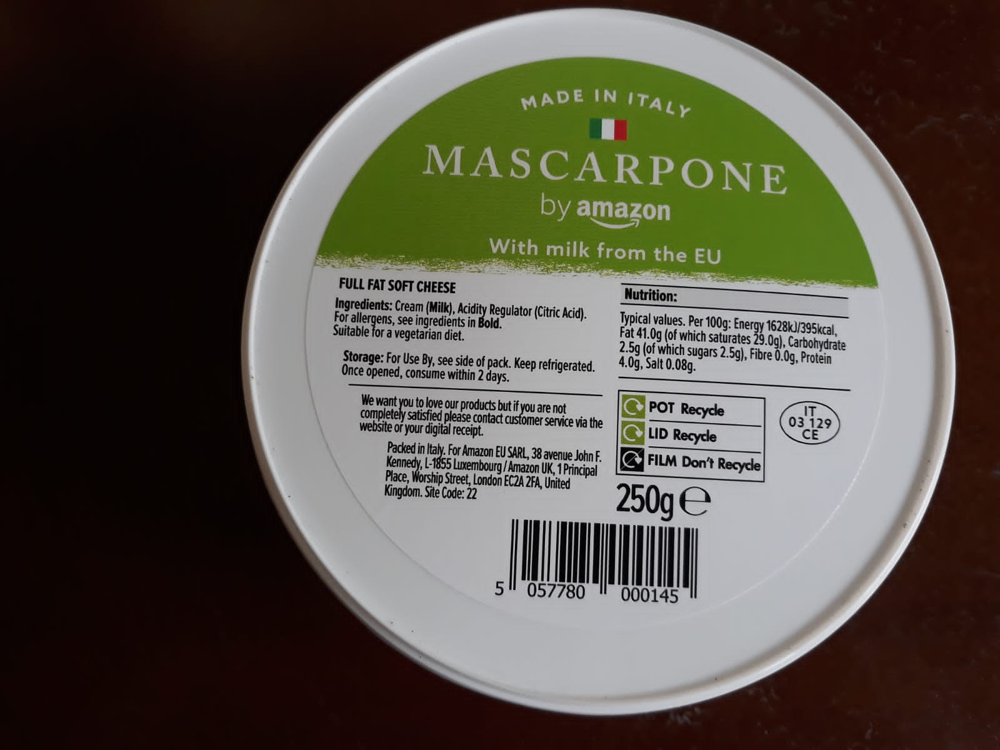 MADE IN ITALY
MASCARPONE
by amazon
With milk from the EU
FULL FAT SOFT CHEESE
Ingredients: Cream (Milk), Acidity Regulator (Citric Acid).
For allergens, see ingredients in Bold.
Suitable for a vegetarian diet.
Storage: For Use By, see side of pack. Keep refrigerated.
Once opened, consume within 2 days.
We want you to love our products but if you are not
completely satisfied please contact customer service via the
website or your digital receipt.
Packed in Italy. For Amazon EU SARL, 38 avenue John F.
Kennedy, L-1855 Luxembourg / Amazon UK, 1 Principal
Place, Worship Street, London EC2A 2FA, United
Kingdom. Site Code: 22
Nutrition:
Typical values. Per 100g: Energy 1628kJ/395kcal,
Fat 41.0g (of which saturates 29.0g), Carbohydrate
2.5g (of which sugars 2.5g), Fibre 0.0g, Protein
4.0g, Salt 0.08g.
POT Recycle
LID Recycle
FILM Don't Recycle
IT
03 129
CE
250g e
5 057780 000145